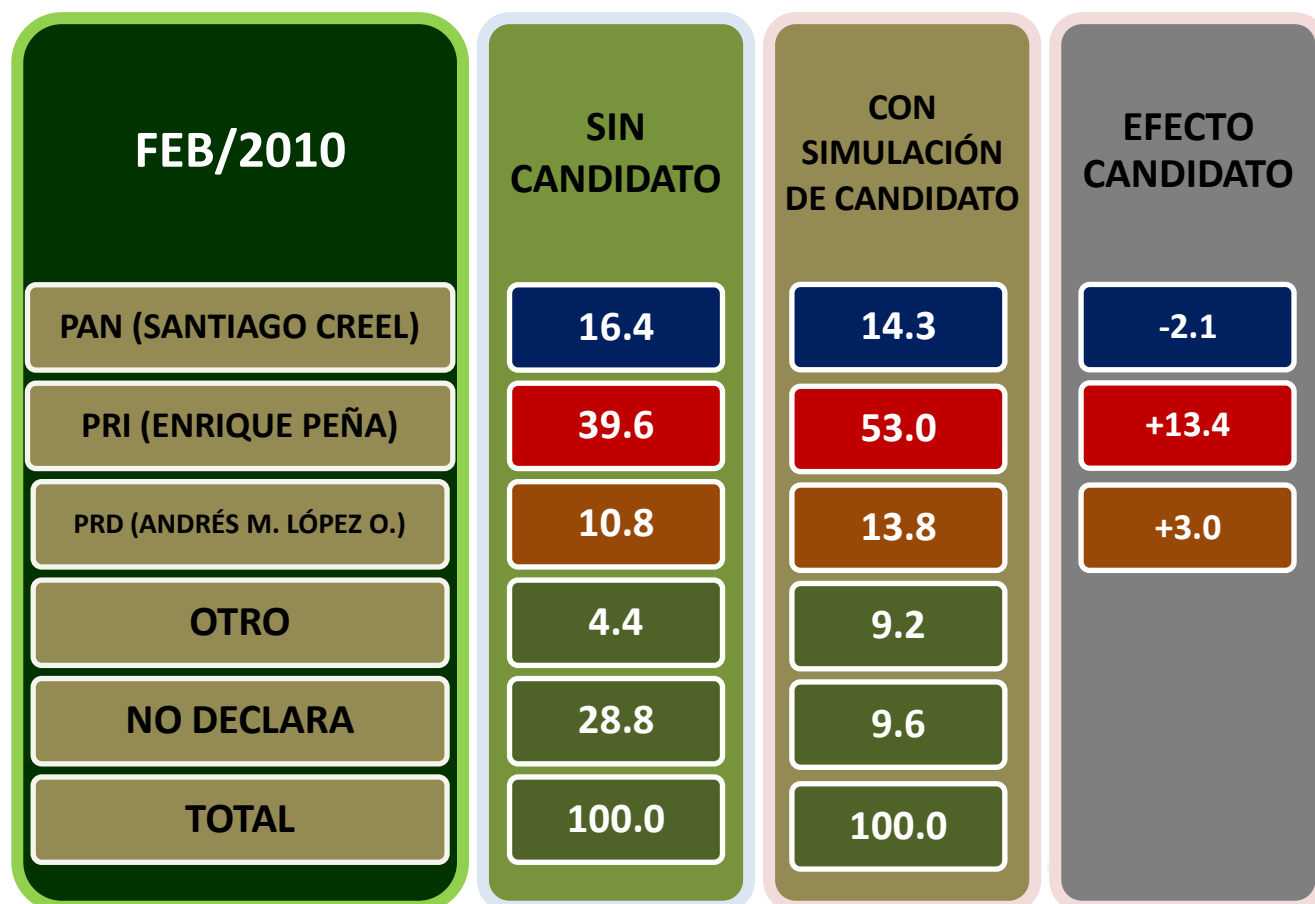 FEB/2010
SIN
CANDIDATO
CON
SIMULACIÓN
DE CANDIDATO
EFECTO
CANDIDATO
PAN (SANTIAGO CREEL)
16.4
14.3
-2.1
PRI (ENRIQUE PEÑA)
39.6
53.0
+13.4
PRD (ANDRÉS M. LÓPEZ O.)
10.8
13.8
+3.0
OTRO
4.4
9.2
NO DECLARA
28.8
9.6
TOTAL
100.0
100.0